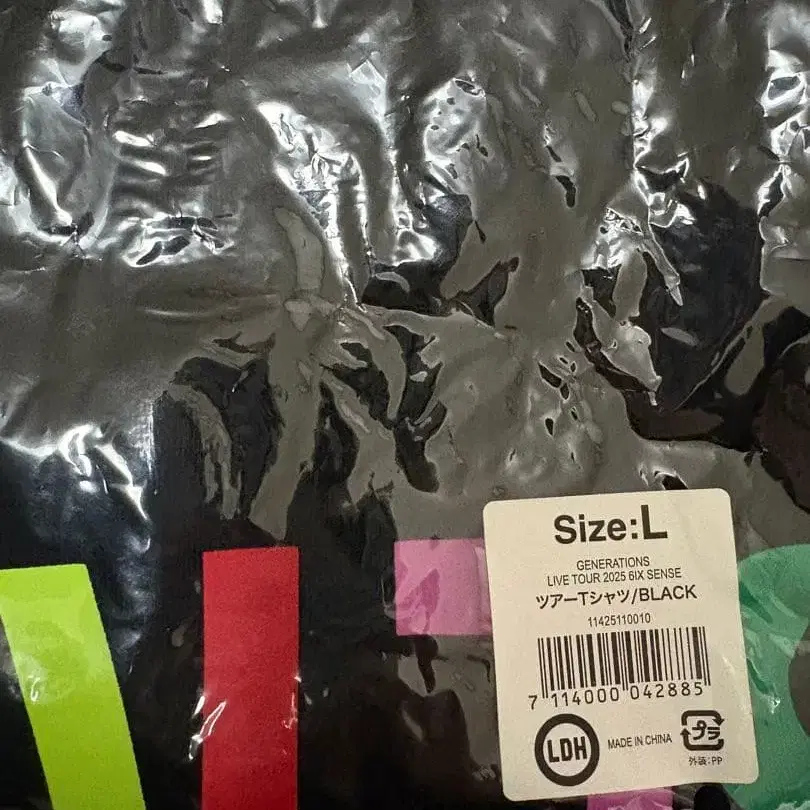 Size:L
GENERATIONS
LIVE TOUR 2025 6IX SENSE
ツアーTシャツ/BLACK
11425110010
7 114000 042885
LDH
MADE IN CHINA
プラ
外装:PP